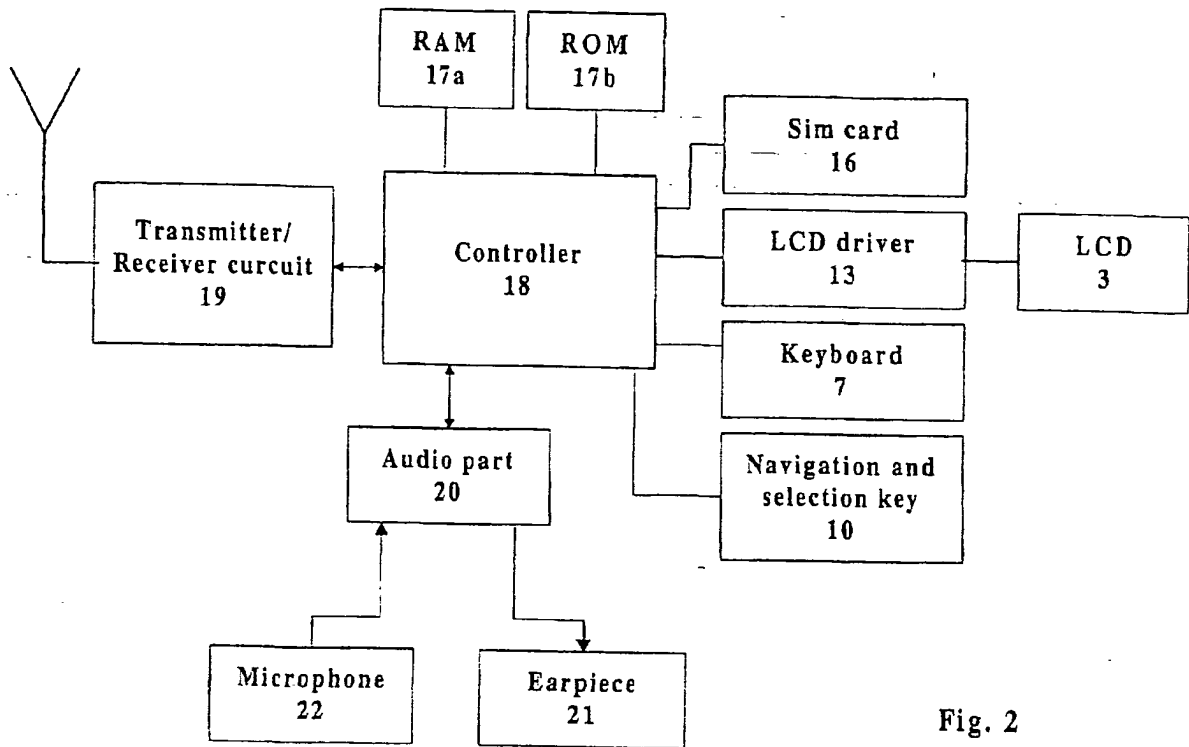 RAM
17a
ROM
17b
Sim card
16
Transmitter/
Receiver curcuit
19
Controller
18
LCD driver
13
LCD
3
Keyboard
7
Audio part
20
Navigation and
selection key
10
Microphone
22
Earpiece
21
Fig. 2